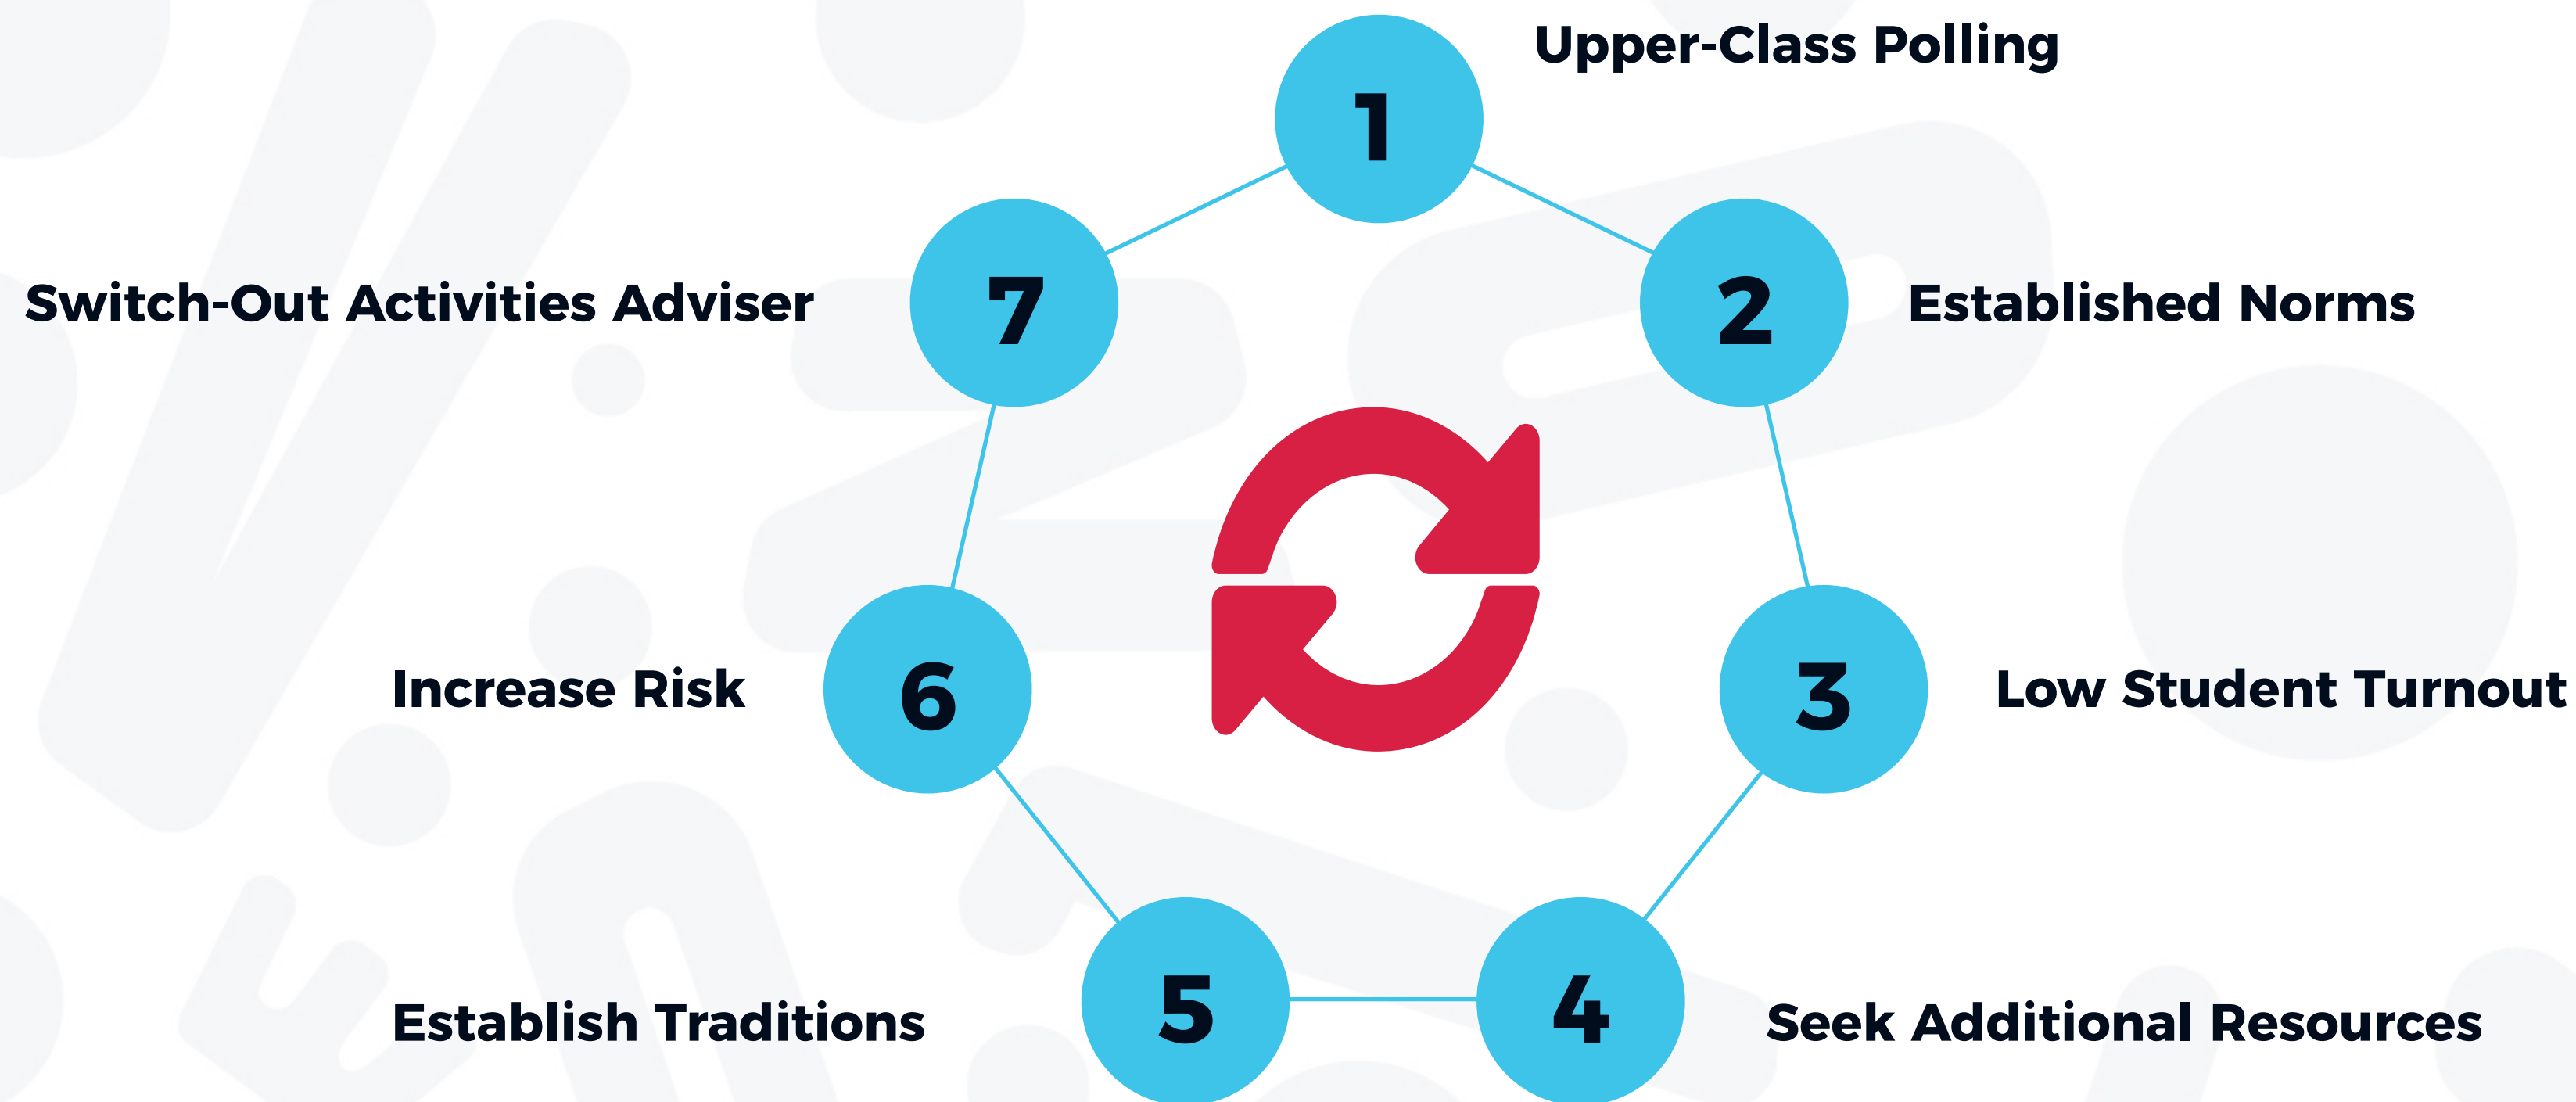 1
Upper-Class Polling
2
Established Norms
3
Low Student Turnout
4
Seek Additional Resources
5
Establish Traditions
6
Increase Risk
7
Switch-Out Activities Adviser